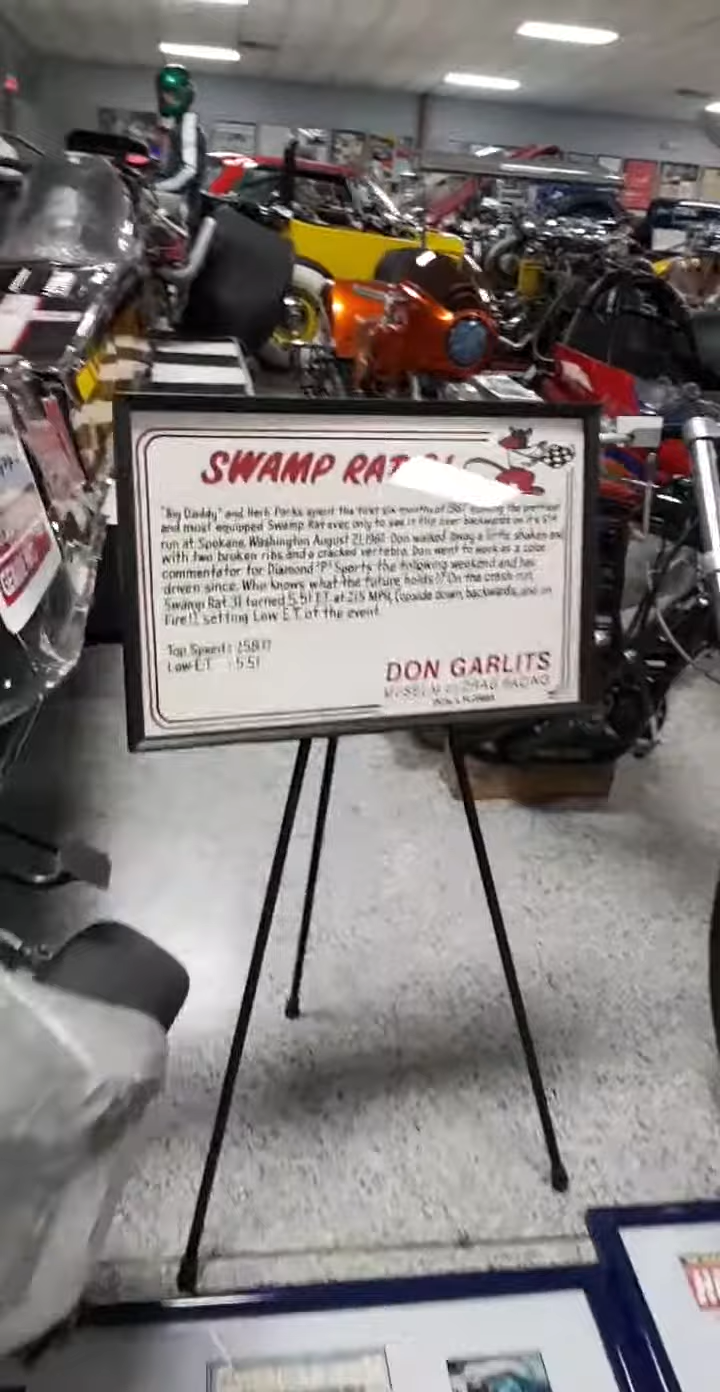 SWAMP RAT
"Big Daddy" and Herb Parks spent the first six months of 1987 the
and most equipped Swamp Rat ever only to see it flip over backwards on it's
run at Spokane, Washington August 21, 1987. Don walked away a little shaken
with two broken ribs and a cracked vertebra. Don went to work as a color
commentator for Diamond "P" Sports the following weekend and has
driven since. Who knows what the future holds!? On the crash run,
Swamp Rat 31 turned 5.51 E.T. at 215 MPH, (upside down, backwards, and on
fire!), setting Low E.T. of the event.
Top Speed:
Low E.T. : 5.51
DON GARLITS
MUSEUM of DRAG RACING